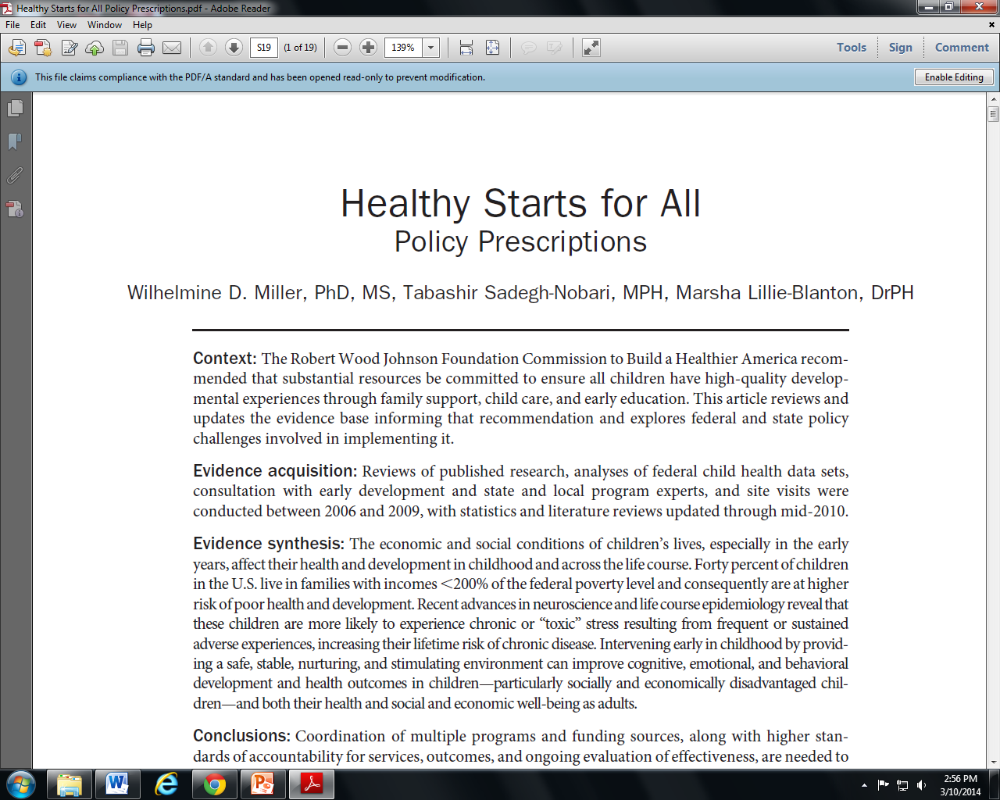 Healthy Starts for All Policy Prescriptions.pdf - Adobe Reader
File Edit View Window Help
S19 (1 of 19) 139% Tools Sign Comment
This file claims compliance with the PDF/A standard and has been opened read-only to prevent modification. Enable Editing
Healthy Starts for All
Policy Prescriptions
Wilhelmine D. Miller, PhD, MS, Tabashir Sadegh-Nobari, MPH, Marsha Lillie-Blanton, DrPH
Context: The Robert Wood Johnson Foundation Commission to Build a Healthier America recom-
mended that substantial resources be committed to ensure all children have high-quality develop-
mental experiences through family support, child care, and early education. This article reviews and
updates the evidence base informing that recommendation and explores federal and state policy
challenges involved in implementing it.
Evidence acquisition: Reviews of published research, analyses of federal child health data sets,
consultation with early development and state and local program experts, and site visits were
conducted between 2006 and 2009, with statistics and literature reviews updated through mid-2010.
Evidence synthesis: The economic and social conditions of children’s lives, especially in the early
years, affect their health and development in childhood and across the life course. Forty percent of children
in the U.S. live in families with incomes <200% of the federal poverty level and consequently are at higher
risk of poor health and development. Recent advances in neuroscience and life course epidemiology reveal that
these children are more likely to experience chronic or “toxic” stress resulting from frequent or sustained
adverse experiences, increasing their lifetime risk of chronic disease. Intervening early in childhood by provid-
ing a safe, stable, nurturing, and stimulating environment can improve cognitive, emotional, and behavioral
development and health outcomes in children—particularly socially and economically disadvantaged chil-
dren—and both their health and social and economic well-being as adults.
Conclusions: Coordination of multiple programs and funding sources, along with higher stan-
dards of accountability for services, outcomes, and ongoing evaluation of effectiveness, are needed to
2:56 PM
3/10/2014